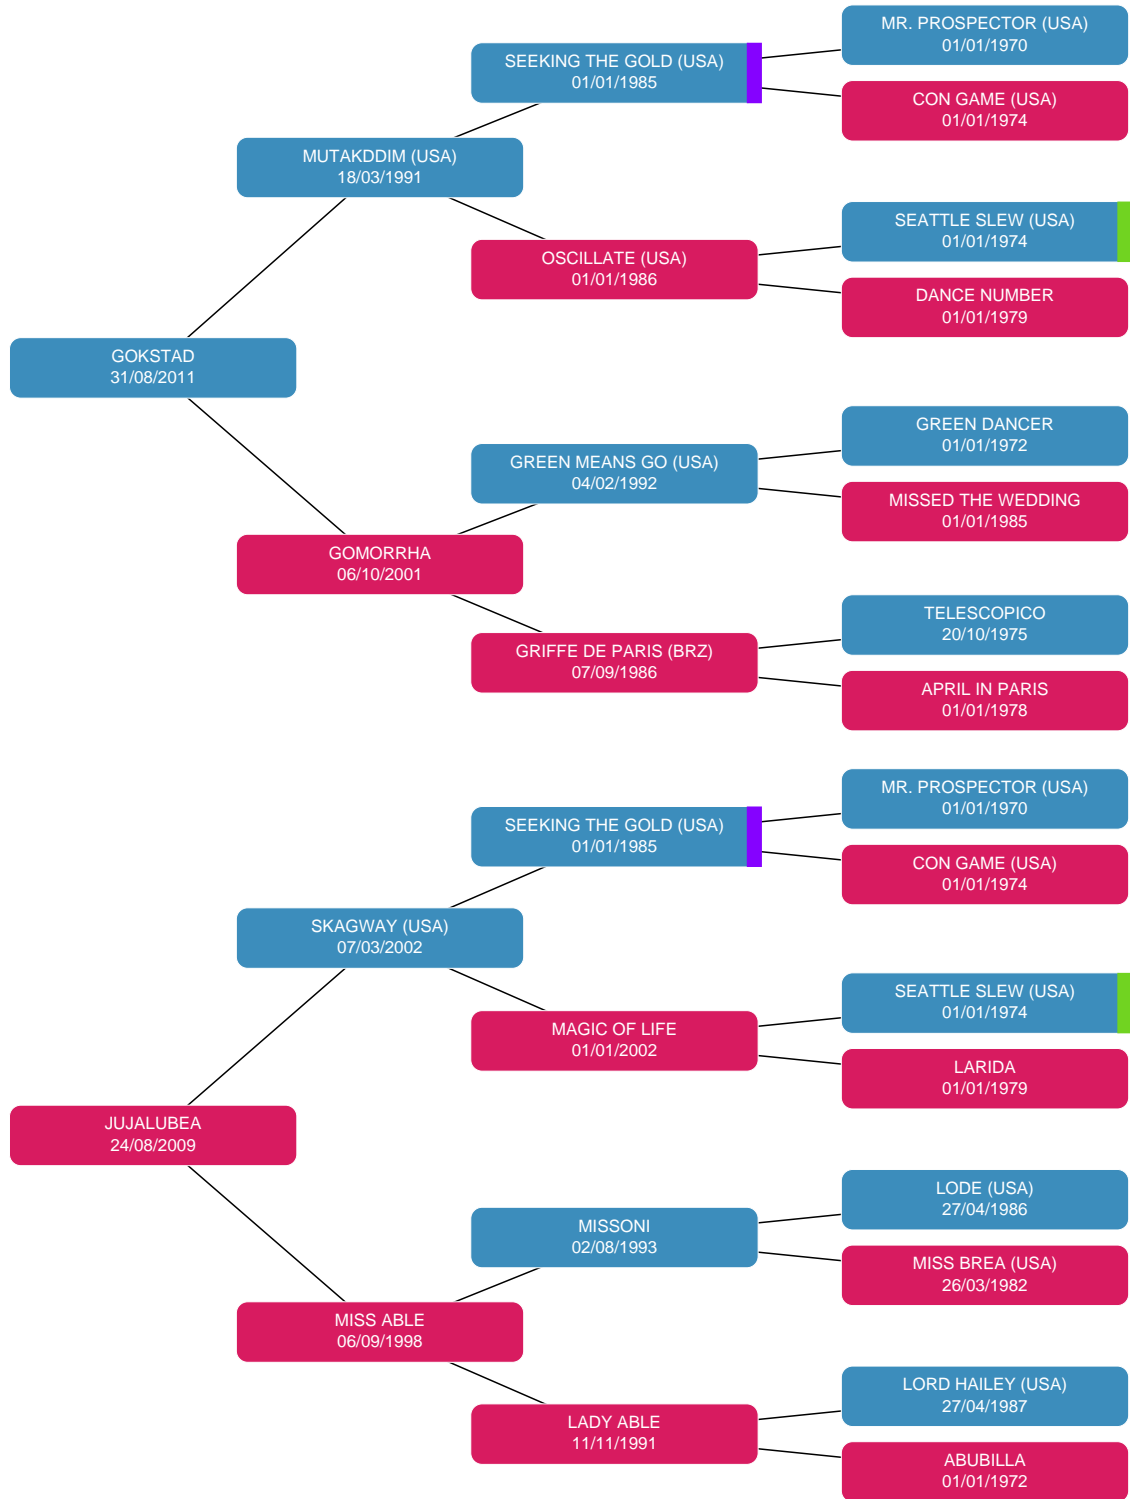 MR. PROSPECTOR (USA)
01/01/1970
SEEKING THE GOLD (USA)
01/01/1985
CON GAME (USA)
01/01/1974
MUTAKDDIM (USA)
18/03/1991
SEATTLE SLEW (USA)
01/01/1974
OSCILLATE (USA)
01/01/1986
DANCE NUMBER
01/01/1979
GOKSTAD
31/08/2011
GREEN DANCER
01/01/1972
GREEN MEANS GO (USA)
04/02/1992
MISSED THE WEDDING
01/01/1985
GOMORRHA
06/10/2001
TELESCOPICO
20/10/1975
GRIFFE DE PARIS (BRZ)
07/09/1986
APRIL IN PARIS
01/01/1978
MR. PROSPECTOR (USA)
01/01/1970
SEEKING THE GOLD (USA)
01/01/1985
CON GAME (USA)
01/01/1974
SKAGWAY (USA)
07/03/2002
SEATTLE SLEW (USA)
01/01/1974
MAGIC OF LIFE
01/01/2002
LARIDA
01/01/1979
JUJALUBEA
24/08/2009
LODE (USA)
27/04/1986
MISSONI
02/08/1993
MISS BREA (USA)
26/03/1982
MISS ABLE
06/09/1998
LORD HAILEY (USA)
27/04/1987
LADY ABLE
11/11/1991
ABUBILLA
01/01/1972